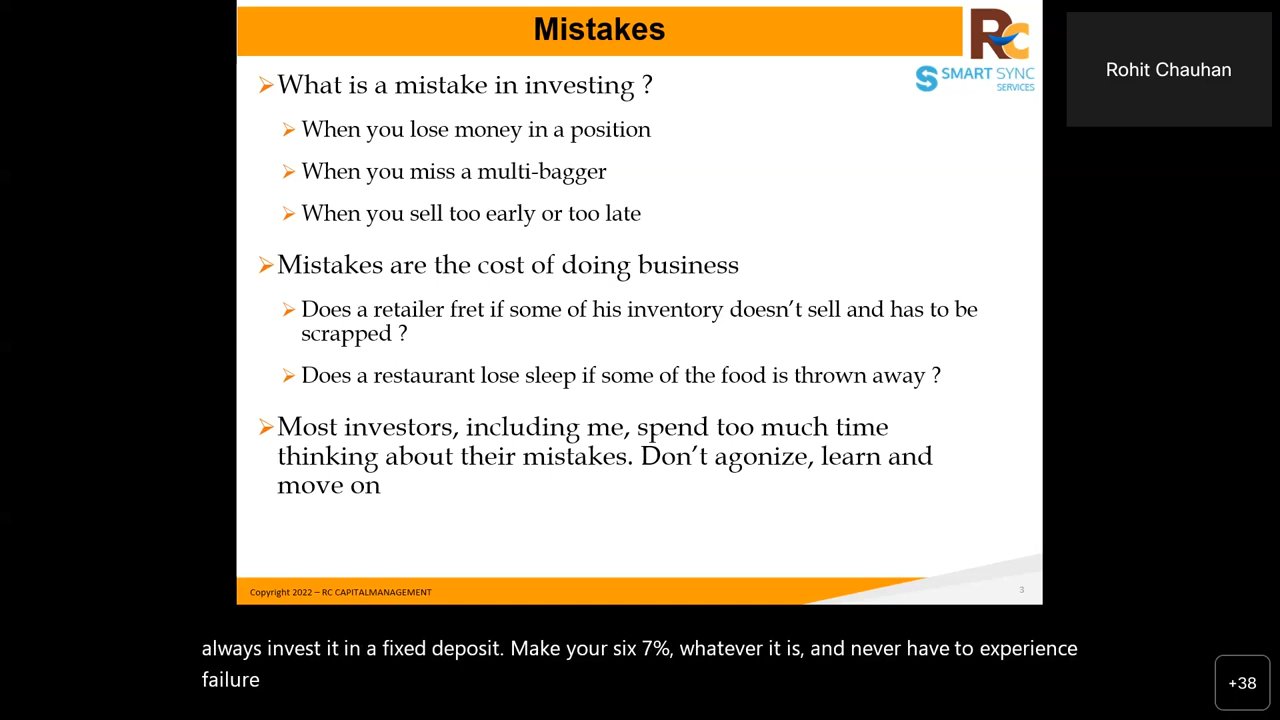 Mistakes
Rc
SMART SYNC
SERVICES
Rohit Chauhan
What is a mistake in investing ?
When you lose money in a position
When you miss a multi-bagger
When you sell too early or too late
Mistakes are the cost of doing business
Does a retailer fret if some of his inventory doesn't sell and has to be
scrapped ?
Does a restaurant lose sleep if some of the food is thrown away ?
Most investors, including me, spend too much time
thinking about their mistakes. Don't agonize, learn and
move on
Copyright 2022 – RC CAPITALMANAGEMENT
3
always invest it in a fixed deposit. Make your six 7%, whatever it is, and never have to experience
failure
+38